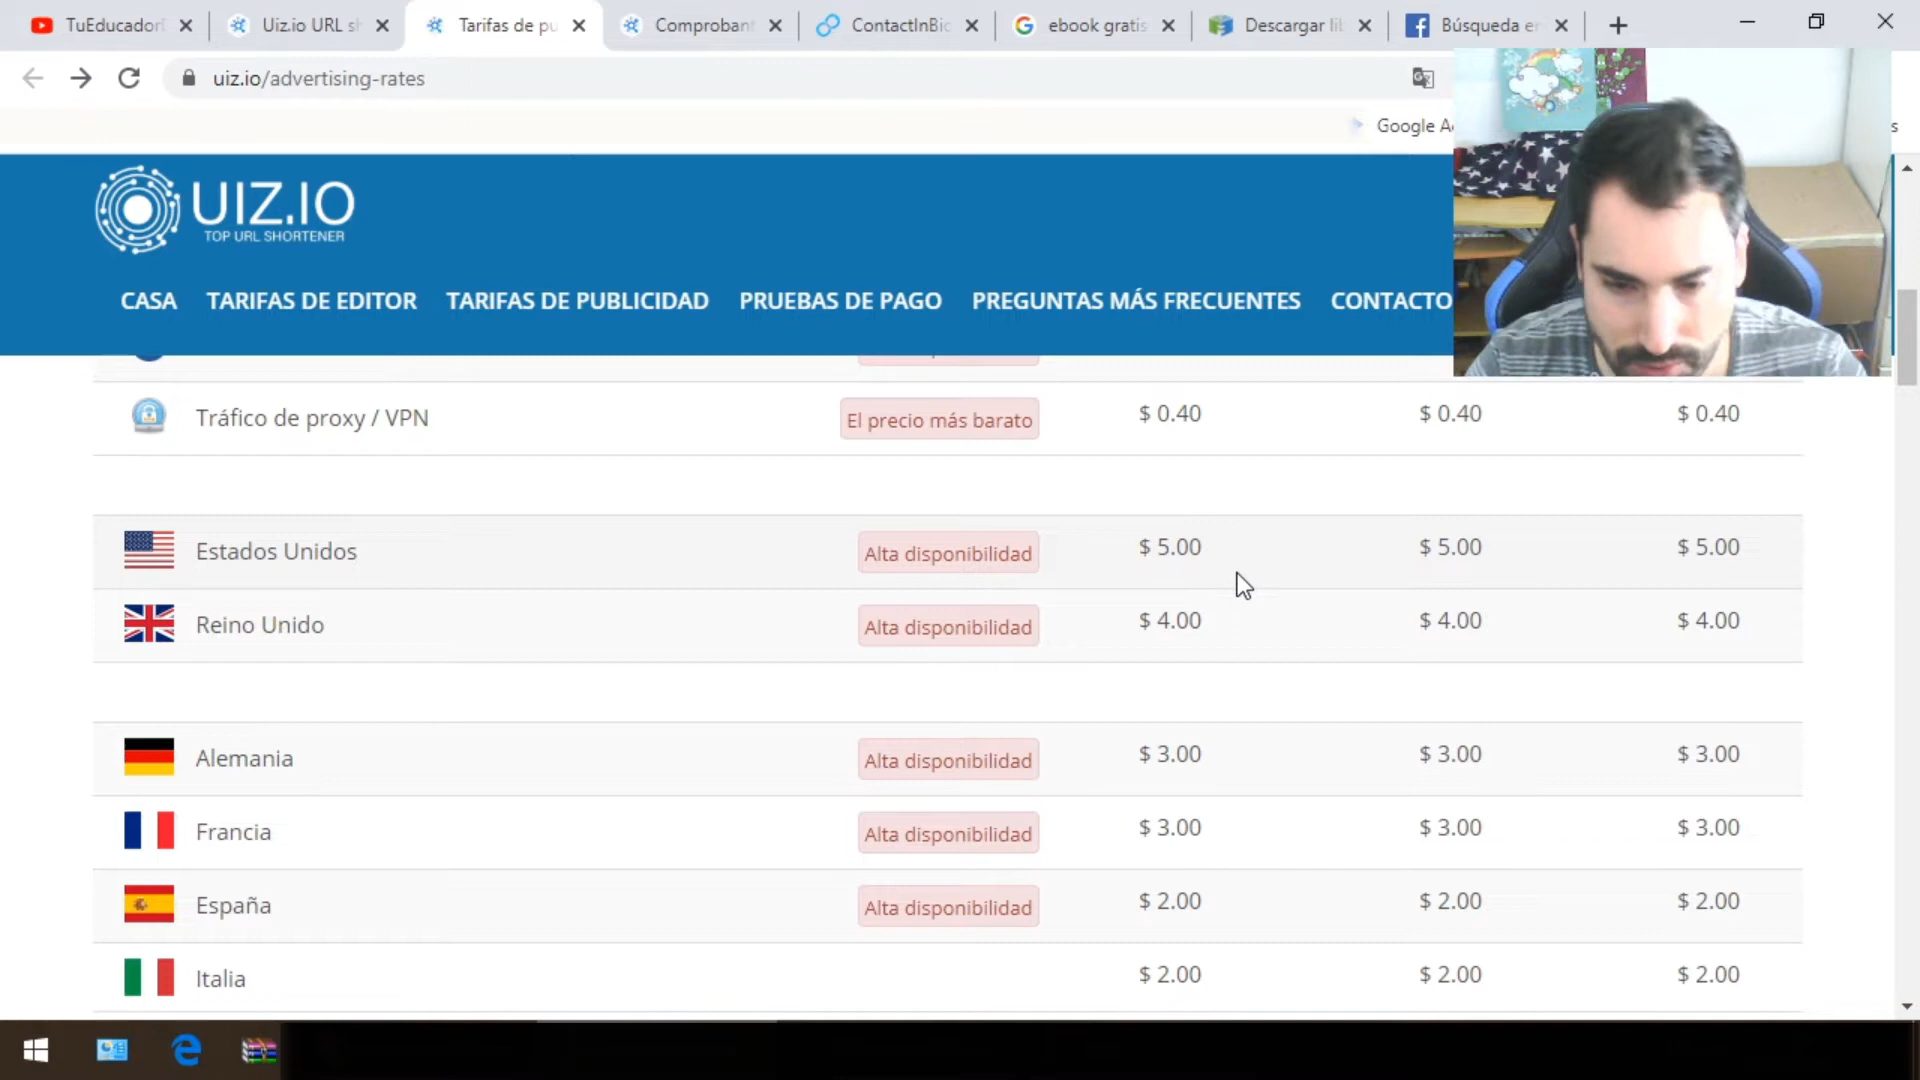 TuEducador
Uiz.io URL sh
Tarifas de pu
Comproban
ContactInBio
ebook gratis
Descargar lib
Búsqueda en
uiz.io/advertising-rates
Google A
s
UIZ.IO
TOP URL SHORTENER
CASA TARIFAS DE EDITOR TARIFAS DE PUBLICIDAD PRUEBAS DE PAGO PREGUNTAS MÁS FRECUENTES CONTACTO
Tráfico de proxy / VPN El precio más barato $ 0.40 $ 0.40 $ 0.40
Estados Unidos Alta disponibilidad $ 5.00 $ 5.00 $ 5.00
Reino Unido Alta disponibilidad $ 4.00 $ 4.00 $ 4.00
Alemania Alta disponibilidad $ 3.00 $ 3.00 $ 3.00
Francia Alta disponibilidad $ 3.00 $ 3.00 $ 3.00
España Alta disponibilidad $ 2.00 $ 2.00 $ 2.00
Italia $ 2.00 $ 2.00 $ 2.00